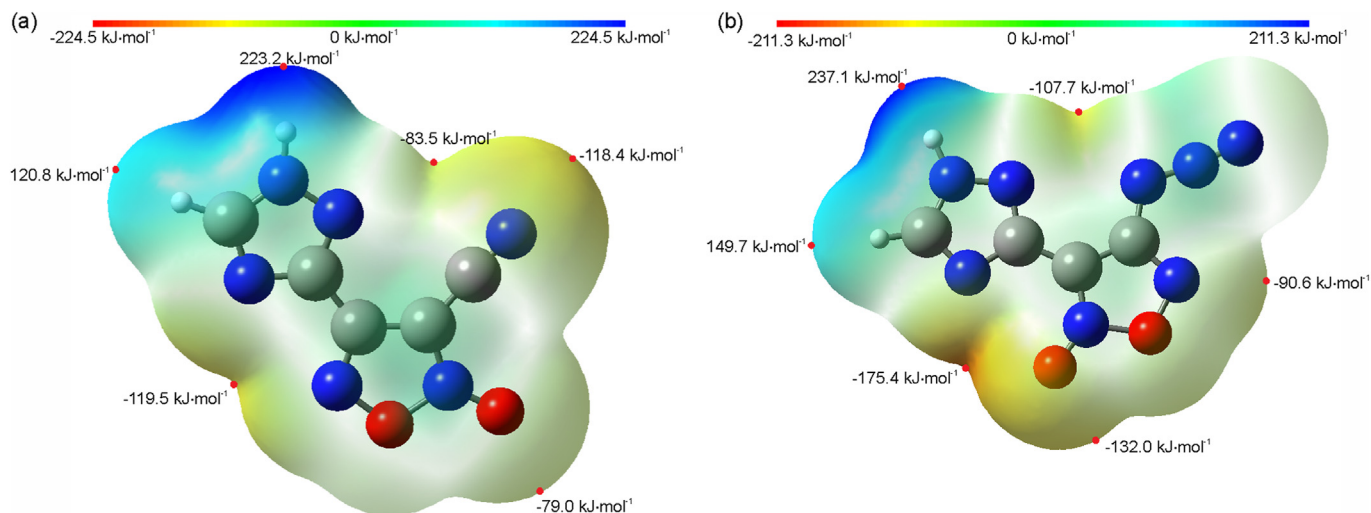 (a)
-224.5 kJ·mol⁻¹ 0 kJ·mol⁻¹ 224.5 kJ·mol⁻¹
223.2 kJ·mol⁻¹
-83.5 kJ·mol⁻¹
-118.4 kJ·mol⁻¹
120.8 kJ·mol⁻¹
-119.5 kJ·mol⁻¹
-79.0 kJ·mol⁻¹
(b)
-211.3 kJ·mol⁻¹ 0 kJ·mol⁻¹ 211.3 kJ·mol⁻¹
237.1 kJ·mol⁻¹
-107.7 kJ·mol⁻¹
149.7 kJ·mol⁻¹
-90.6 kJ·mol⁻¹
-175.4 kJ·mol⁻¹
-132.0 kJ·mol⁻¹